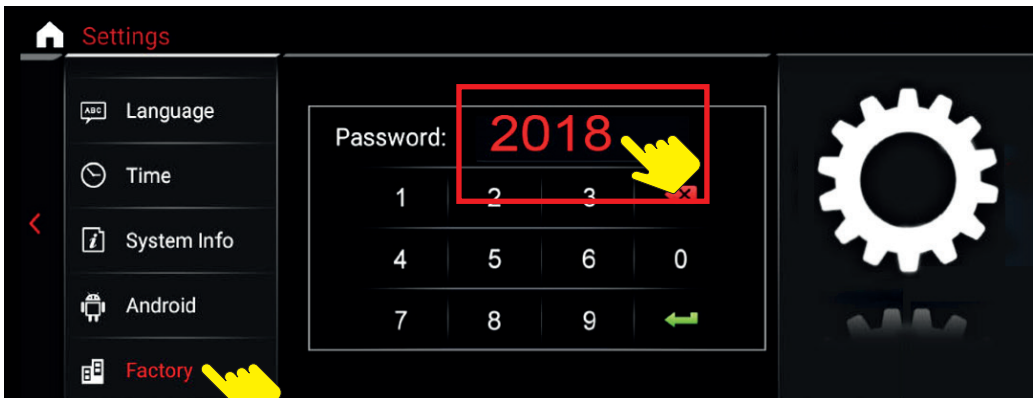 Settings
ABC Language
Time
i System Info
Android
Factory
Password: 2018
1 2 3
4 5 6 0
7 8 9